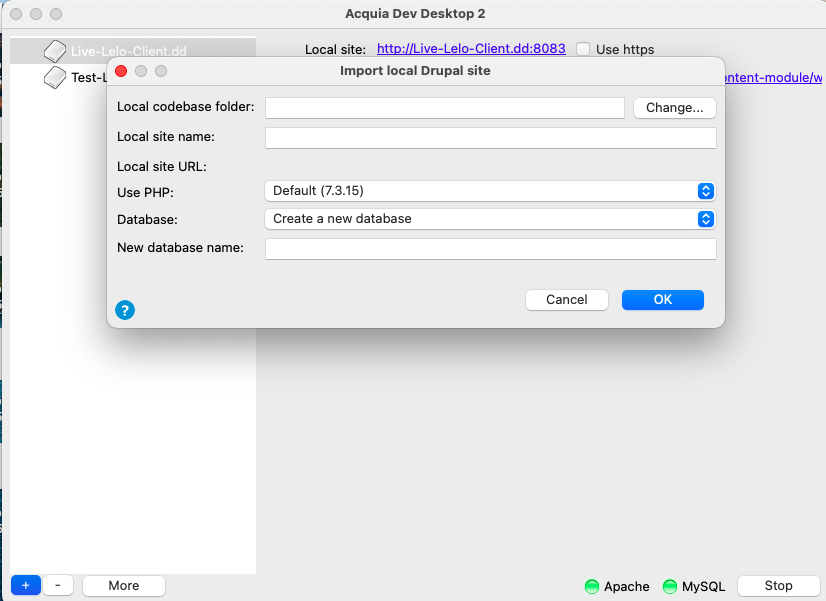 Acquia Dev Desktop 2
Live-Lelo-Client.dd
Local site: http://Live-Lelo-Client.dd:8083 Use https
Test-L
ntent-module/w
Import local Drupal site
Local codebase folder:
Change...
Local site name:
Local site URL:
Use PHP: Default (7.3.15)
Database: Create a new database
New database name:
?
Cancel
OK
+
-
More
Apache
MySQL
Stop